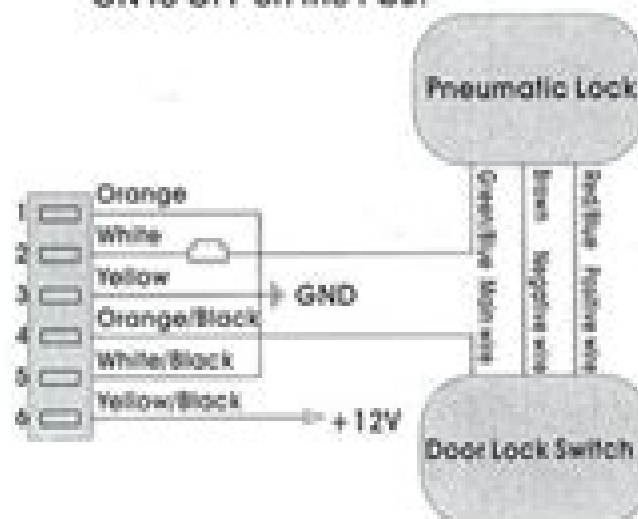 Pneumatic Lock
1 Orange
2 White
3 Yellow
GND
4 Orange/Black
5 White/Black
6 Yellow/Black
+12V
Green/Blue Main wire
Brown Negative wire
Red/Blue Positive wire
Door Lock Switch